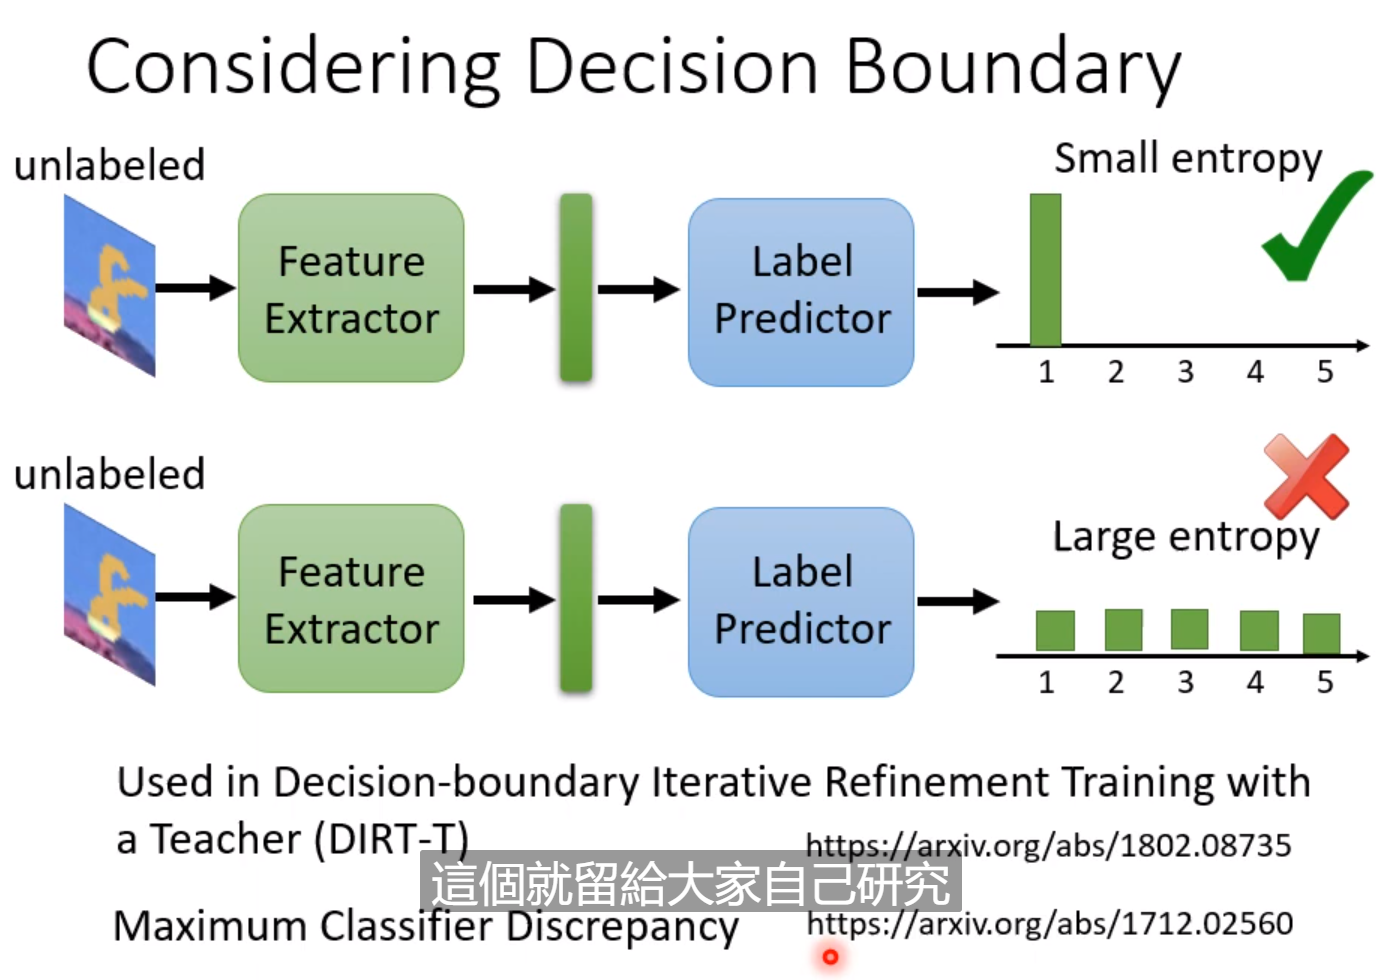 Considering Decision Boundary
unlabeled
Small entropy
Feature
Extractor
Label
Predictor
1 2 3 4 5
unlabeled
Large entropy
Feature
Extractor
Label
Predictor
1 2 3 4 5
Used in Decision-boundary Iterative Refinement Training with
a Teacher (DIRT-T)
https://arxiv.org/abs/1802.08735
這個就留給大家自己研究
Maximum Classifier Discrepancy
https://arxiv.org/abs/1712.02560